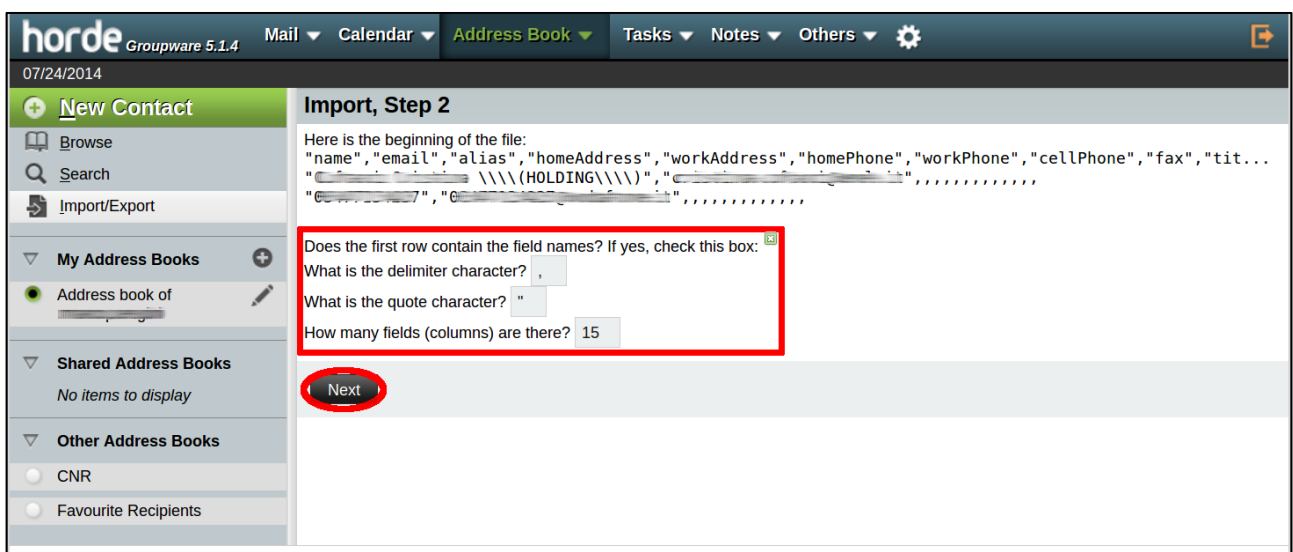 horde Groupware 5.1.4 Mail Calendar Address Book Tasks Notes Others
07/24/2014
New Contact
Browse
Search
Import/Export
My Address Books
Address book of
Shared Address Books
No items to display
Other Address Books
CNR
Favourite Recipients
Import, Step 2
Here is the beginning of the file:
"name","email","alias","homeAddress","workAddress","homePhone","workPhone","cellPhone","fax","tit...
" \\\\(HOLDING\\\\)","",,,,,,,,,,,,,
"7","",,,,,,,,,,,,,
Does the first row contain the field names? If yes, check this box:
What is the delimiter character? ,
What is the quote character? "
How many fields (columns) are there? 15
Next